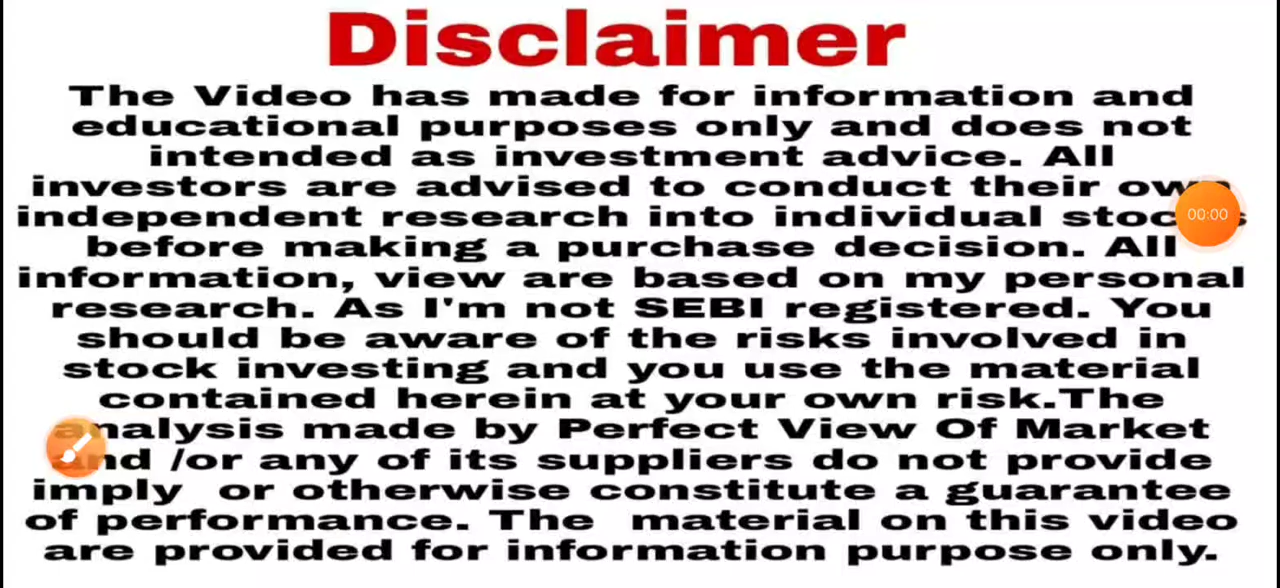 Disclaimer
The Video has made for information and
educational purposes only and does not
intended as investment advice. All
investors are advised to conduct their own
independent research into individual stocks
before making a purchase decision. All
information, view are based on my personal
research. As I'm not SEBI registered. You
should be aware of the risks involved in
stock investing and you use the material
contained herein at your own risk.The
analysis made by Perfect View Of Market
and /or any of its suppliers do not provide
imply or otherwise constitute a guarantee
of performance. The material on this video
are provided for information purpose only.
00:00